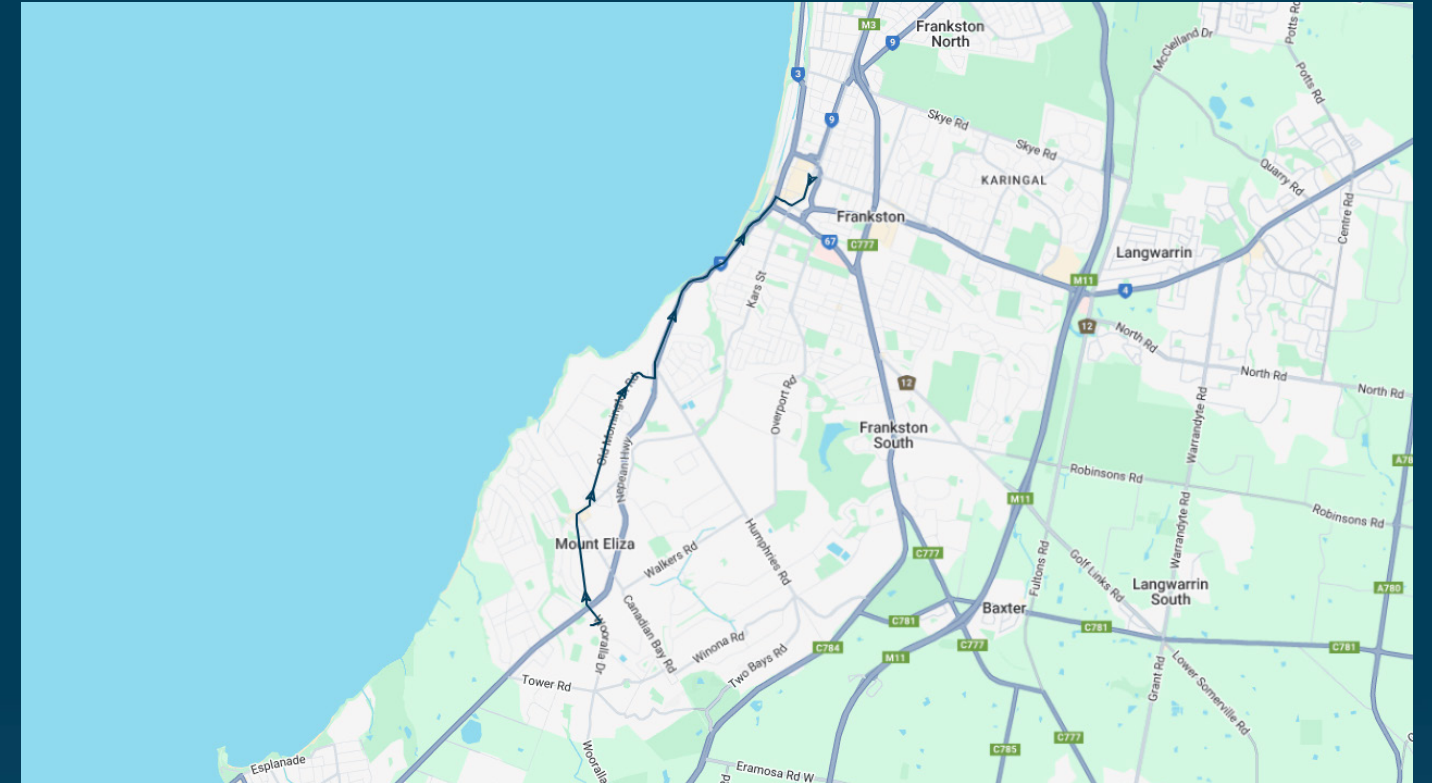 M3
Frankston
North
9
3
McClelland Dr
Potts Rd
Potts Rd
9
Skye Rd
Skye Rd
KARINGAL
Quarry Rd
Centre Rd
Frankston
67
C777
Langwarrin
M11
4
Kars St
12
North Rd
North Rd
North Rd
Overport Rd
12
Old Mornington Rd
Nepean Hwy
Frankston
South
Warrandyte Rd
Robinsons Rd
M11
Robinsons Rd
Warrandyte Rd
Mount Eliza
Walkers Rd
Humphries Rd
C777
Fultons Rd
Golf Links Rd
Langwarrin
South
A780
Canadian Bay Rd
Baxter
C781
C781
Wooralla Dr
Winona Rd
C784
C777
C781
M11
Two Bays Rd
Tower Rd
Grant Rd
Lower Somerville Rd
C777
C785
Esplanade
Eramosa Rd W